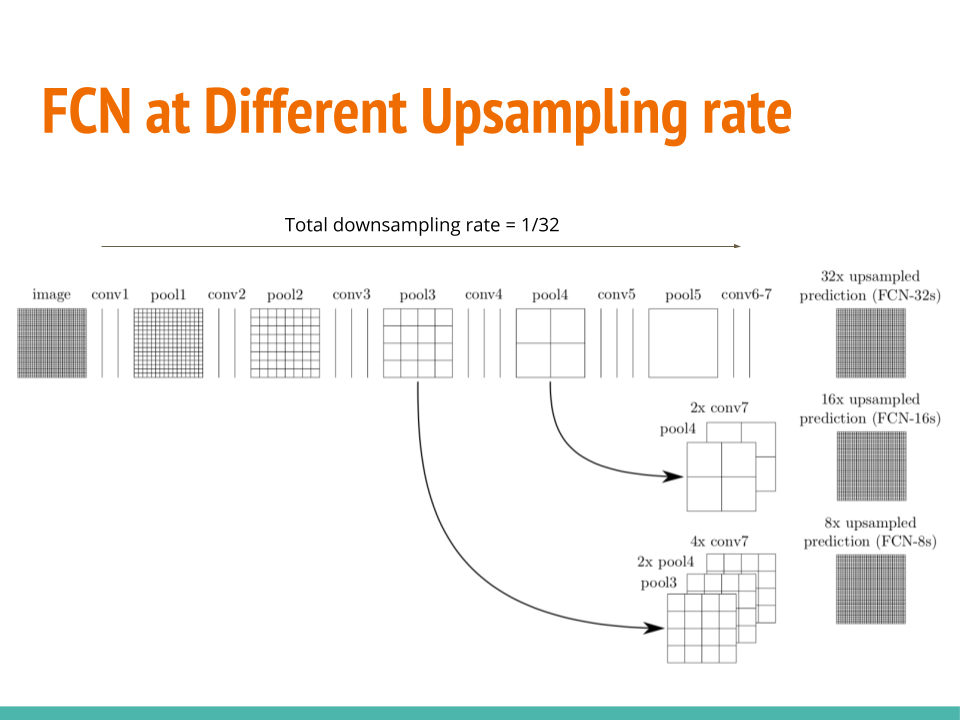 FCN at Different Upsampling rate
Total downsampling rate = 1/32
image conv1 pool1 conv2 pool2 conv3 pool3 conv4 pool4 conv5 pool5 conv6-7
32x upsampled
prediction (FCN-32s)
2x conv7
pool4
16x upsampled
prediction (FCN-16s)
4x conv7
2x pool4
pool3
8x upsampled
prediction (FCN-8s)